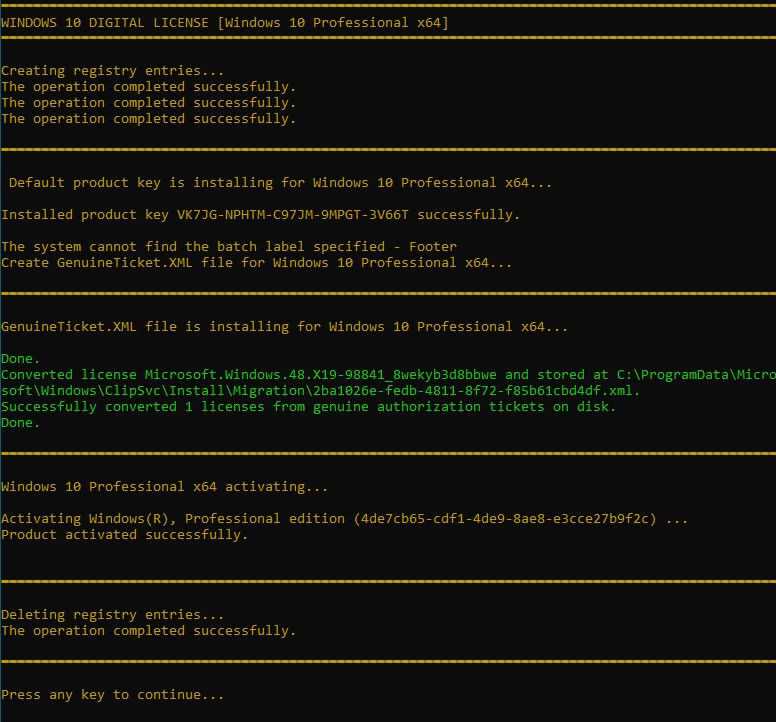 WINDOWS 10 DIGITAL LICENSE [Windows 10 Professional x64]
Creating registry entries...
The operation completed successfully.
The operation completed successfully.
The operation completed successfully.
Default product key is installing for Windows 10 Professional x64...
Installed product key VK7JG-NPHTM-C97JM-9MPGT-3V66T successfully.
The system cannot find the batch label specified - Footer
Create GenuineTicket.XML file for Windows 10 Professional x64...
GenuineTicket.XML file is installing for Windows 10 Professional x64...
Done.
Converted license Microsoft.Windows.48.X19-98841_8wekyb3d8bbwe and stored at C:\ProgramData\Micro
soft\Windows\ClipSvc\Install\Migration\2ba1026e-fedb-4811-8f72-f85b61cbd4df.xml.
Successfully converted 1 licenses from genuine authorization tickets on disk.
Done.
Windows 10 Professional x64 activating...
Activating Windows(R), Professional edition (4de7cb65-cdf1-4de9-8ae8-e3cce27b9f2c) ...
Product activated successfully.
Deleting registry entries...
The operation completed successfully.
Press any key to continue...